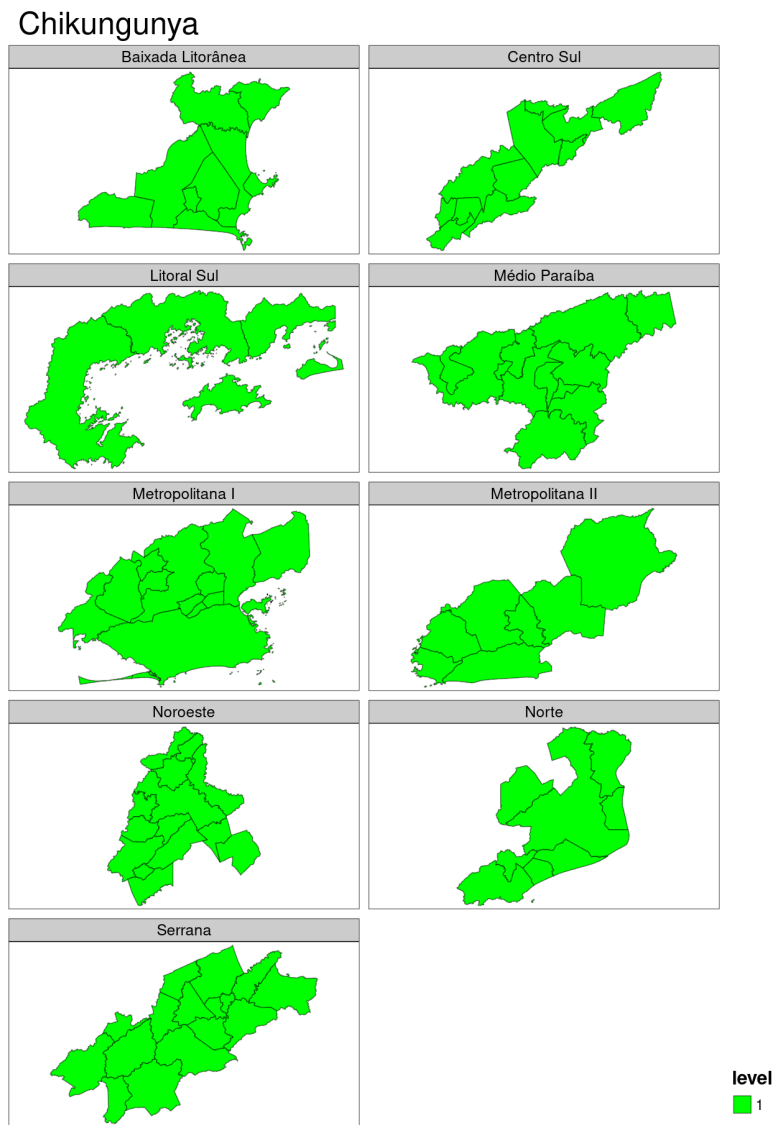 Chikungunya
Baixada Litorânea
Centro Sul
Litoral Sul
Médio Paraíba
Metropolitana I
Metropolitana II
Noroeste
Norte
Serrana
level
1